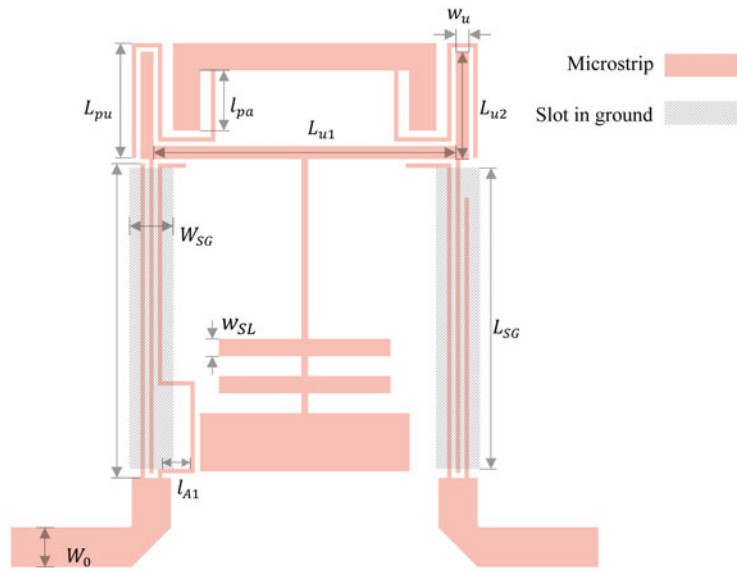 w_u
Microstrip
L_pu
l_pa
L_u2
L_u1
Slot in ground
W_SG
w_SL
L_SG
l_A1
W_0